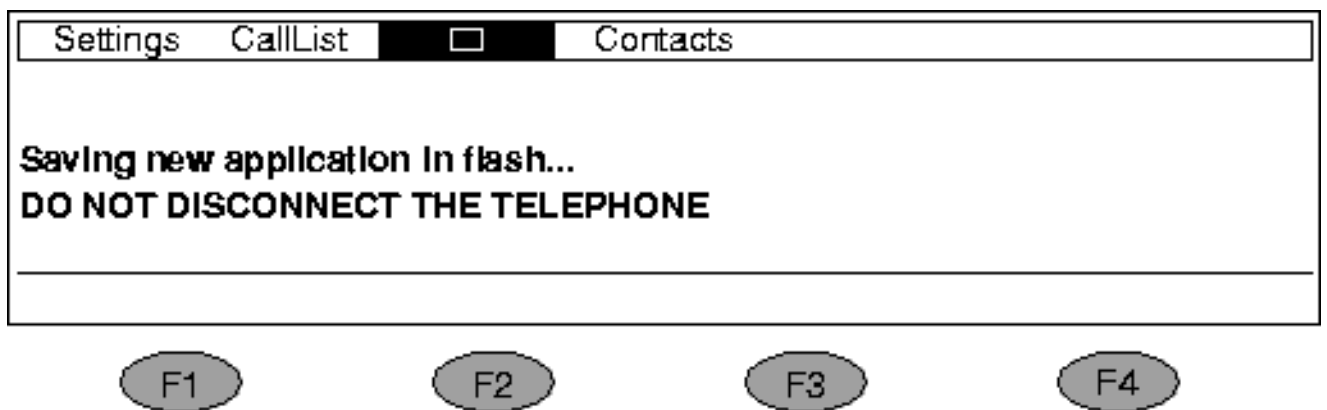 Settings CallList Contacts
Saving new application in flash...
DO NOT DISCONNECT THE TELEPHONE
F1 F2 F3 F4